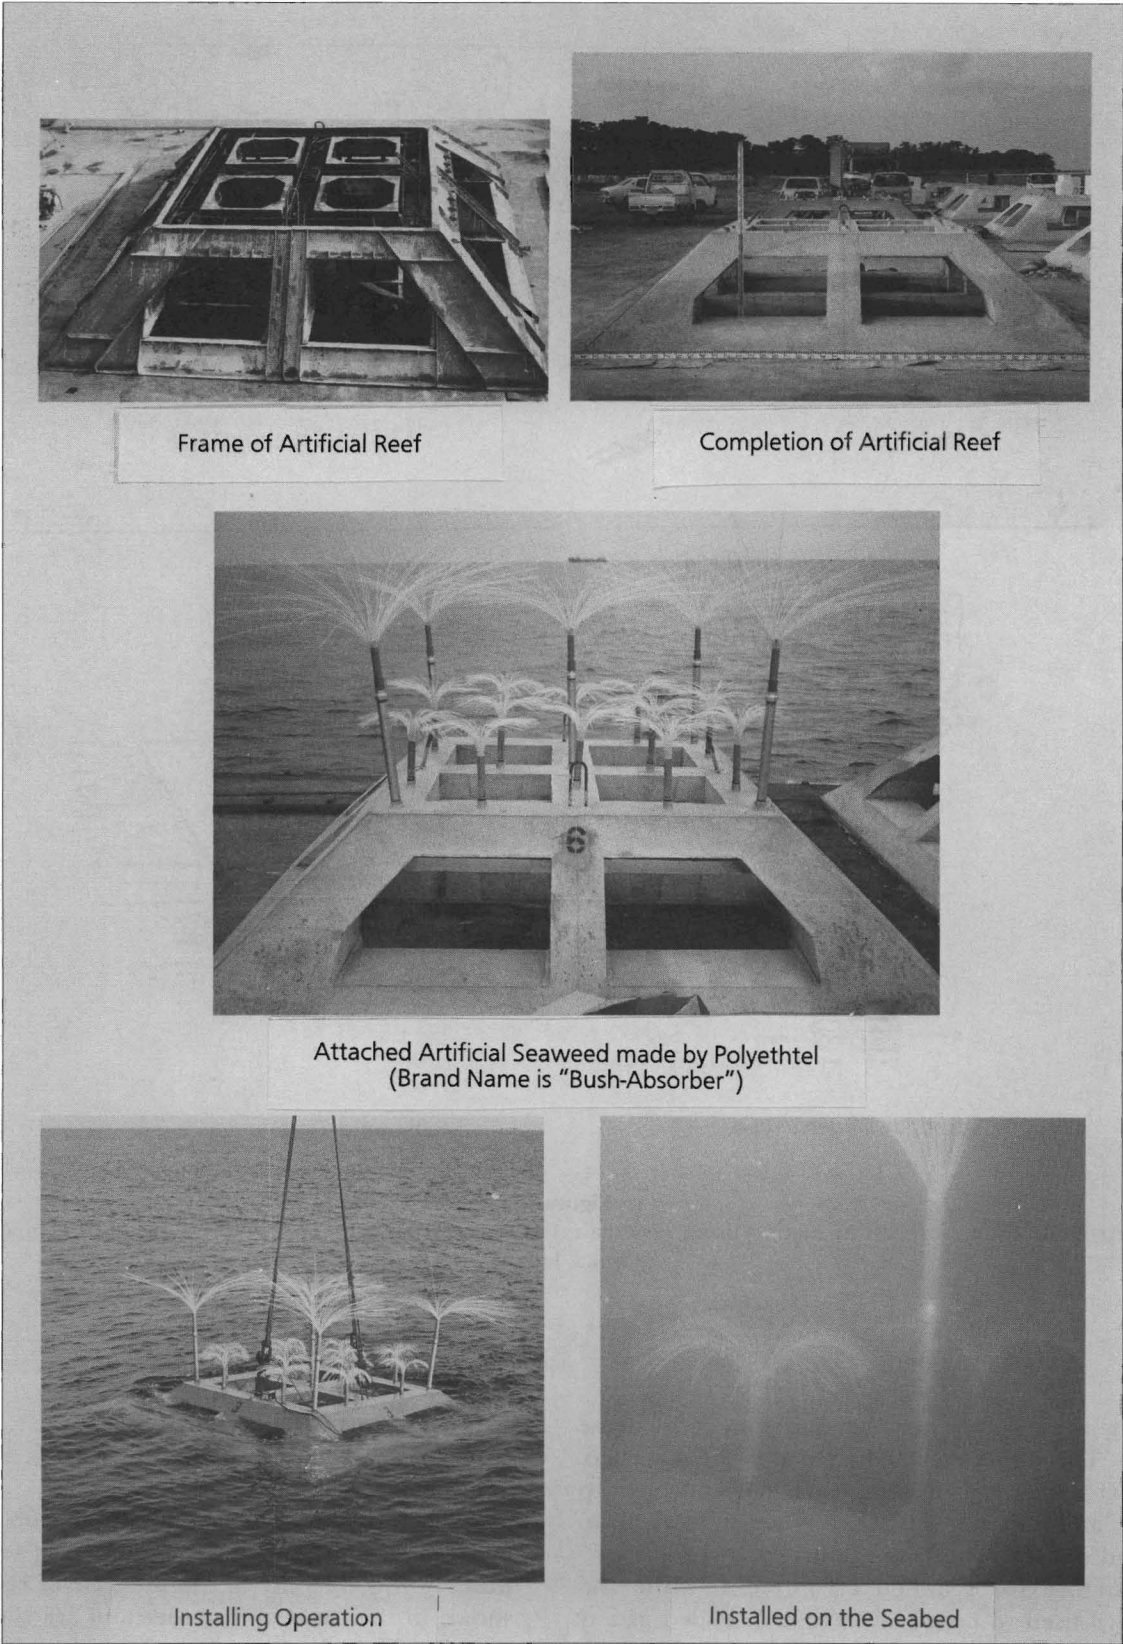 Frame of Artificial Reef
Completion of Artificial Reef
6
Attached Artificial Seaweed made by Polyethtel
(Brand Name is “Bush-Absorber”)
Installing Operation
Installed on the Seabed